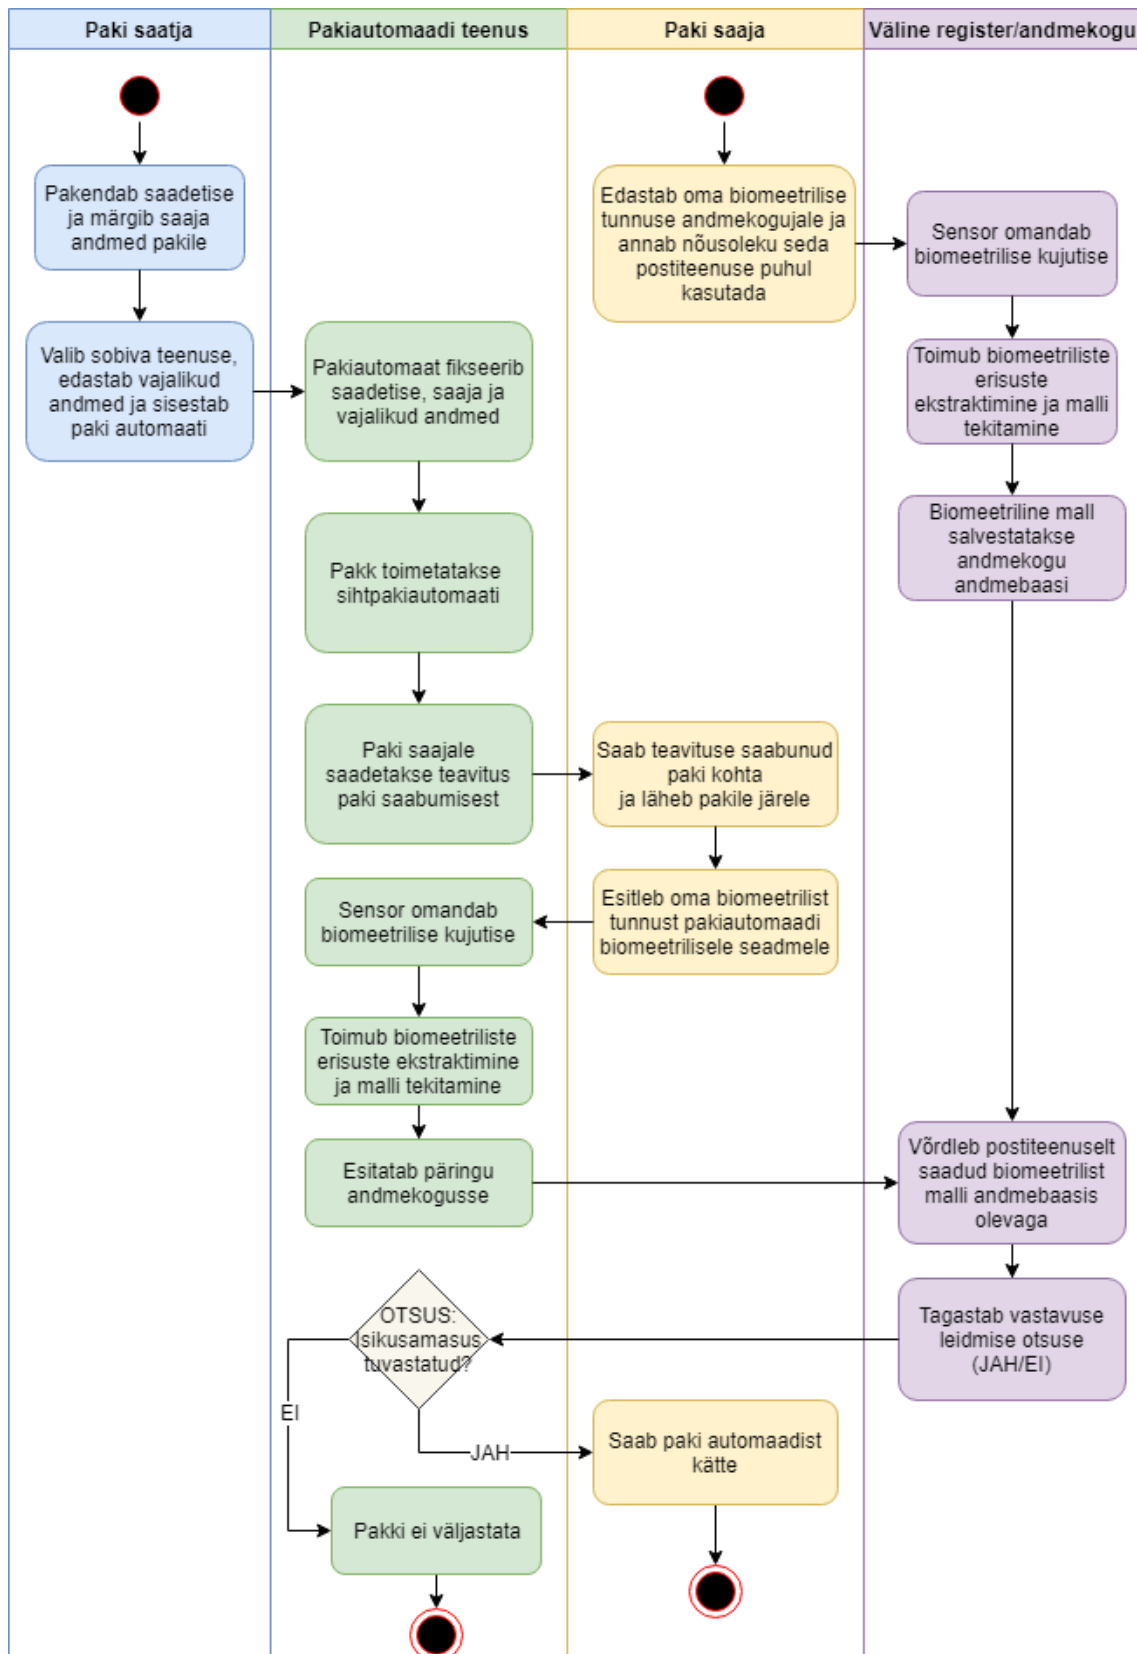 Paki saatja
Pakiautomaadi teenus
Paki saaja
Väline register/andmekogu
Pakendab saadetise
ja märgib saaja
andmed pakile
Edastab oma biomeetrilise
tunnuse andmekogujale ja
annab nõusoleku seda
postiteenuse puhul
kasutada
Sensor omandab
biomeetrilise kujutise
Valib sobiva teenuse,
edastab vajalikud
andmed ja sisestab
paki automaati
Pakiautomaat fikseerib
saadetise, saaja ja
vajalikud andmed
Toimub biomeetriliste
erisuste
ekstraktimine ja malli
tekitamine
Biomeetriline mall
salvestatakse
andmekogu
andmebaasi
Pakk toimetatakse
sihtpakiautomaati
Paki saajale
saadetakse teavitus
paki saabumisest
Saab teavituse saabunud
paki kohta
ja läheb pakile järele
Esitleb oma biomeetrilist
tunnust pakiautomaadi
biomeetrilisele seadmele
Sensor omandab
biomeetrilise kujutise
Toimub biomeetriliste
erisuste ekstraktimine
ja malli tekitamine
Esitatab päringu
andmekogusse
Võrdleb postiteenuselt
saadud biomeetrilist
malli andmebaasis
olevaga
Tagastab vastavuse
leidmise otsuse
(JAH/EI)
OTSUS:
Isikusamasus
tuvastatud?
EI
JAH
Saab paki automaadist
kätte
Pakki ei väljastata